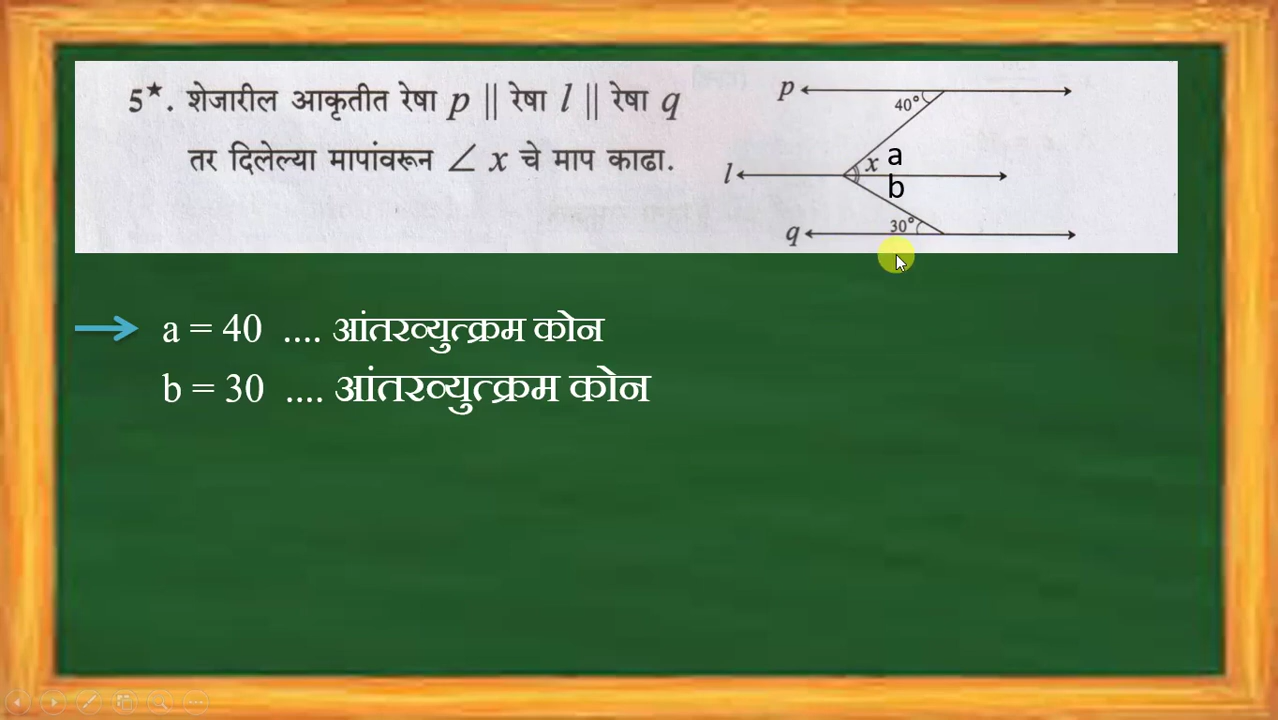 5★. शेजारील आकृतीत रेषा p || रेषा l || रेषा q
तर दिलेल्या मापांवरून ∠ x चे माप काढा.
p
40°
l
x
a
b
q
30°
a = 40 .... आंतरव्युत्क्रम कोन
b = 30 .... आंतरव्युत्क्रम कोन